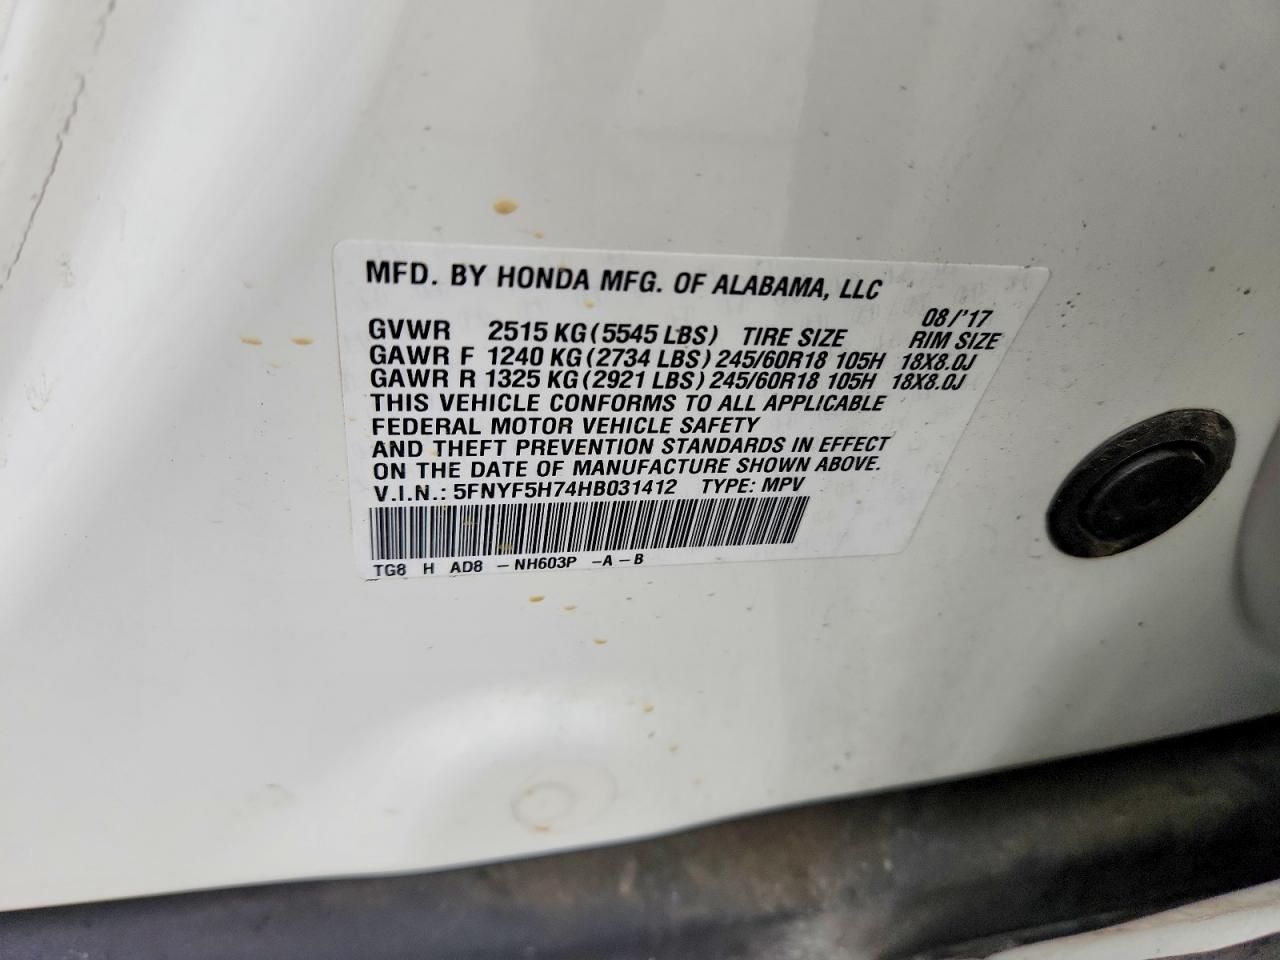 MFD. BY HONDA MFG. OF ALABAMA, LLC
08/'17
GVWR 2515 KG (5545 LBS) TIRE SIZE RIM SIZE
GAWR F 1240 KG (2734 LBS) 245/60R18 105H 18X8.0J
GAWR R 1325 KG (2921 LBS) 245/60R18 105H 18X8.0J
THIS VEHICLE CONFORMS TO ALL APPLICABLE
FEDERAL MOTOR VEHICLE SAFETY
AND THEFT PREVENTION STANDARDS IN EFFECT
ON THE DATE OF MANUFACTURE SHOWN ABOVE.
V.I.N.: 5FNYF5H74HB031412 TYPE: MPV
TG8 H AD8 - NH603P -A-B